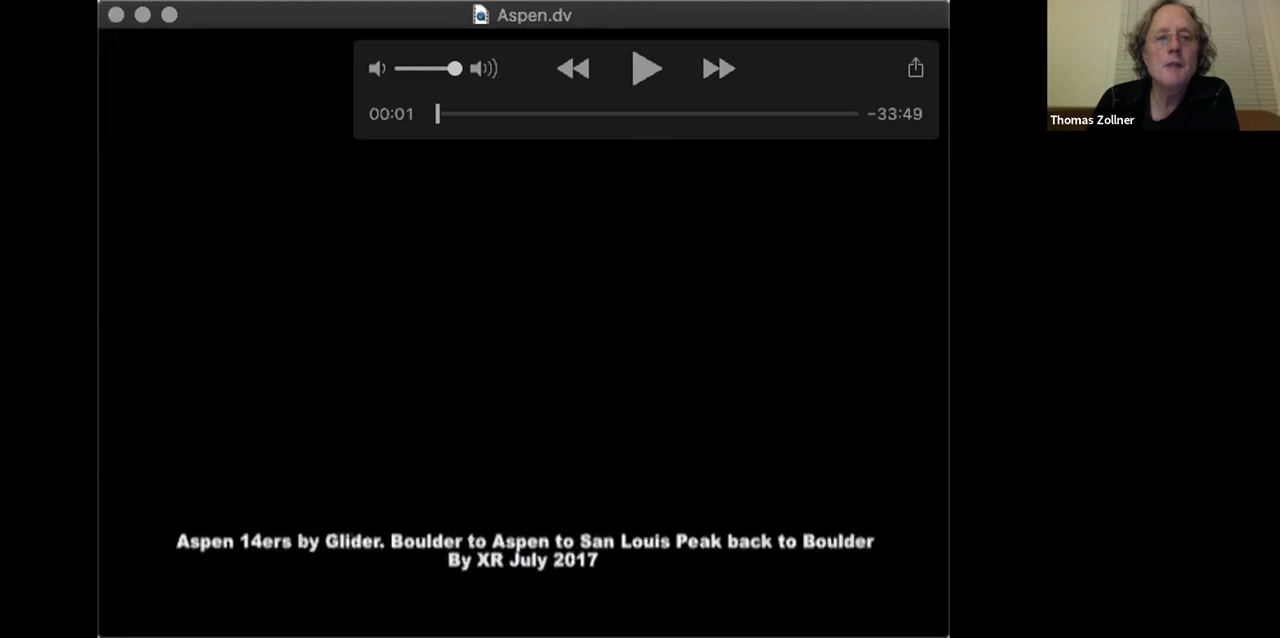 Aspen.dv
00:01
-33:49
Thomas Zollner
Aspen 14ers by Glider. Boulder to Aspen to San Louis Peak back to Boulder
By XR July 2017